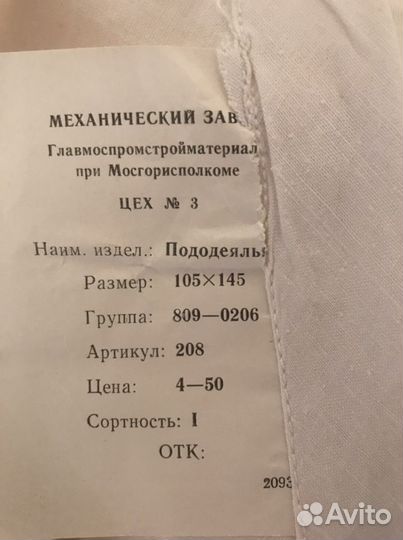 МЕХАНИЧЕСКИЙ ЗАВ
Главмоспромстройматериал
при Мосгорисполкоме
ЦЕХ № 3
Наим. издел.: Пододеяльн
Размер: 105×145
Группа: 809—0206
Артикул: 208
Цена: 4—50
Сортность: I
ОТК:
2093
Avito